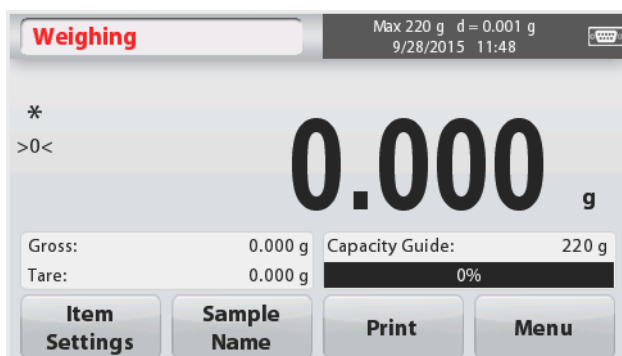 Weighing
Max 220 g d = 0.001 g
9/28/2015 11:48
*
>0<
0.000 g
Gross: 0.000 g
Tare: 0.000 g
Capacity Guide: 220 g
0%
Item
Settings
Sample
Name
Print
Menu